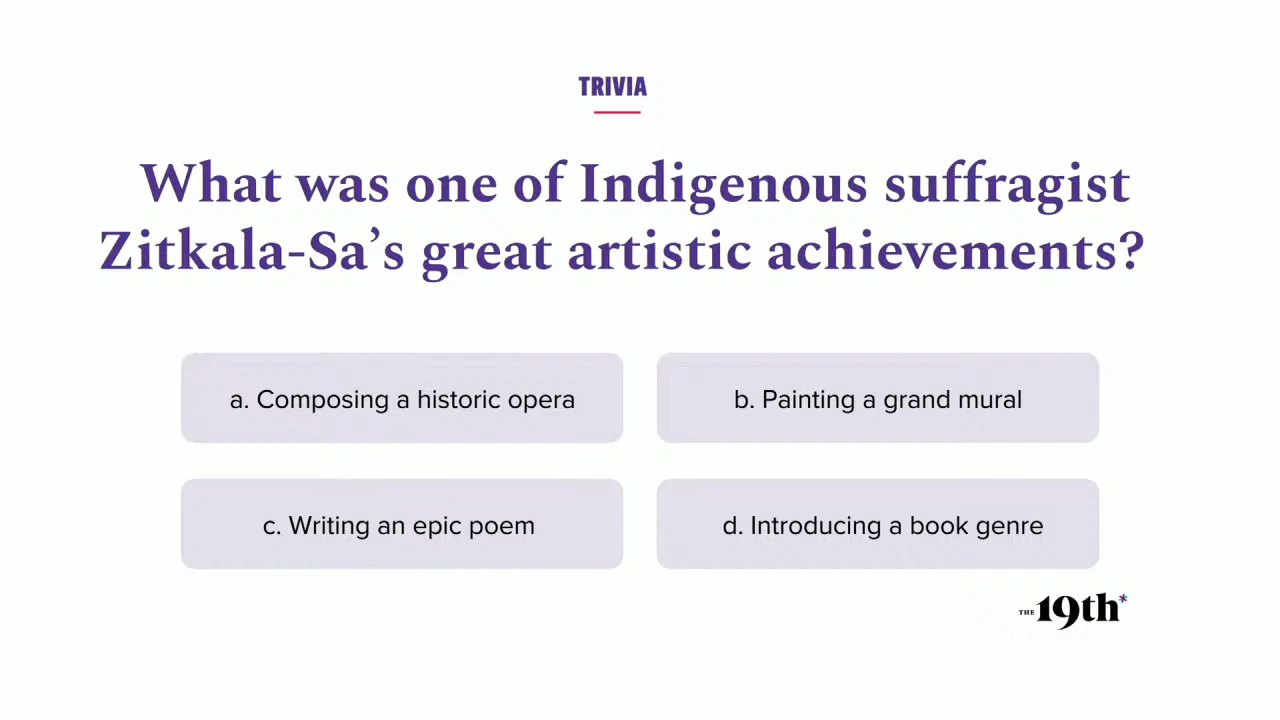 TRIVIA
What was one of Indigenous suffragist
Zitkala-Sa’s great artistic achievements?
a. Composing a historic opera
b. Painting a grand mural
c. Writing an epic poem
d. Introducing a book genre
THE 19th*